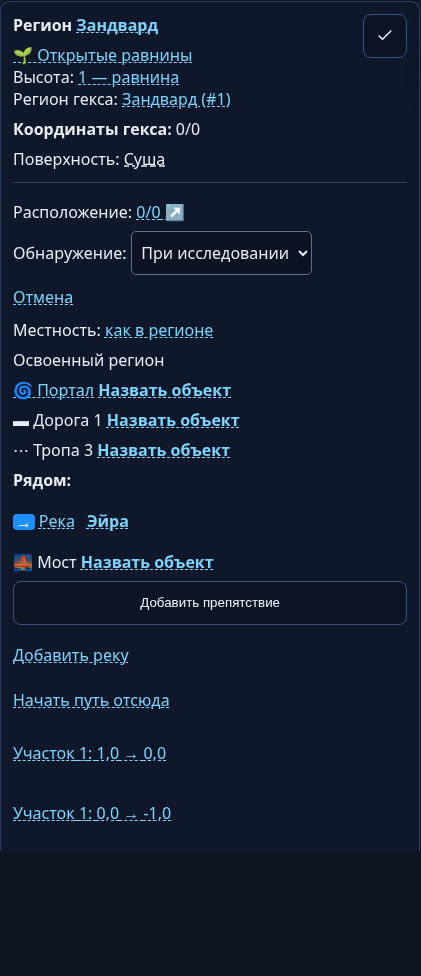 Регион Зандвард
✓
🌱 Открытые равнины
Высота: 1 — равнина
Регион гекса: Зандвард (#1)
Координаты гекса: 0/0
Поверхность: Суша
Расположение: 0/0 ↗️
Обнаружение: При исследовании
Отмена
Местность: как в регионе
Освоенный регион
🌀 Портал Назвать объект
▬ Дорога 1 Назвать объект
⋯ Тропа 3 Назвать объект
Рядом:
→ Река Эйра
🌉 Мост Назвать объект
Добавить препятствие
Добавить реку
Начать путь отсюда
Участок 1: 1,0 → 0,0
Участок 1: 0,0 → -1,0